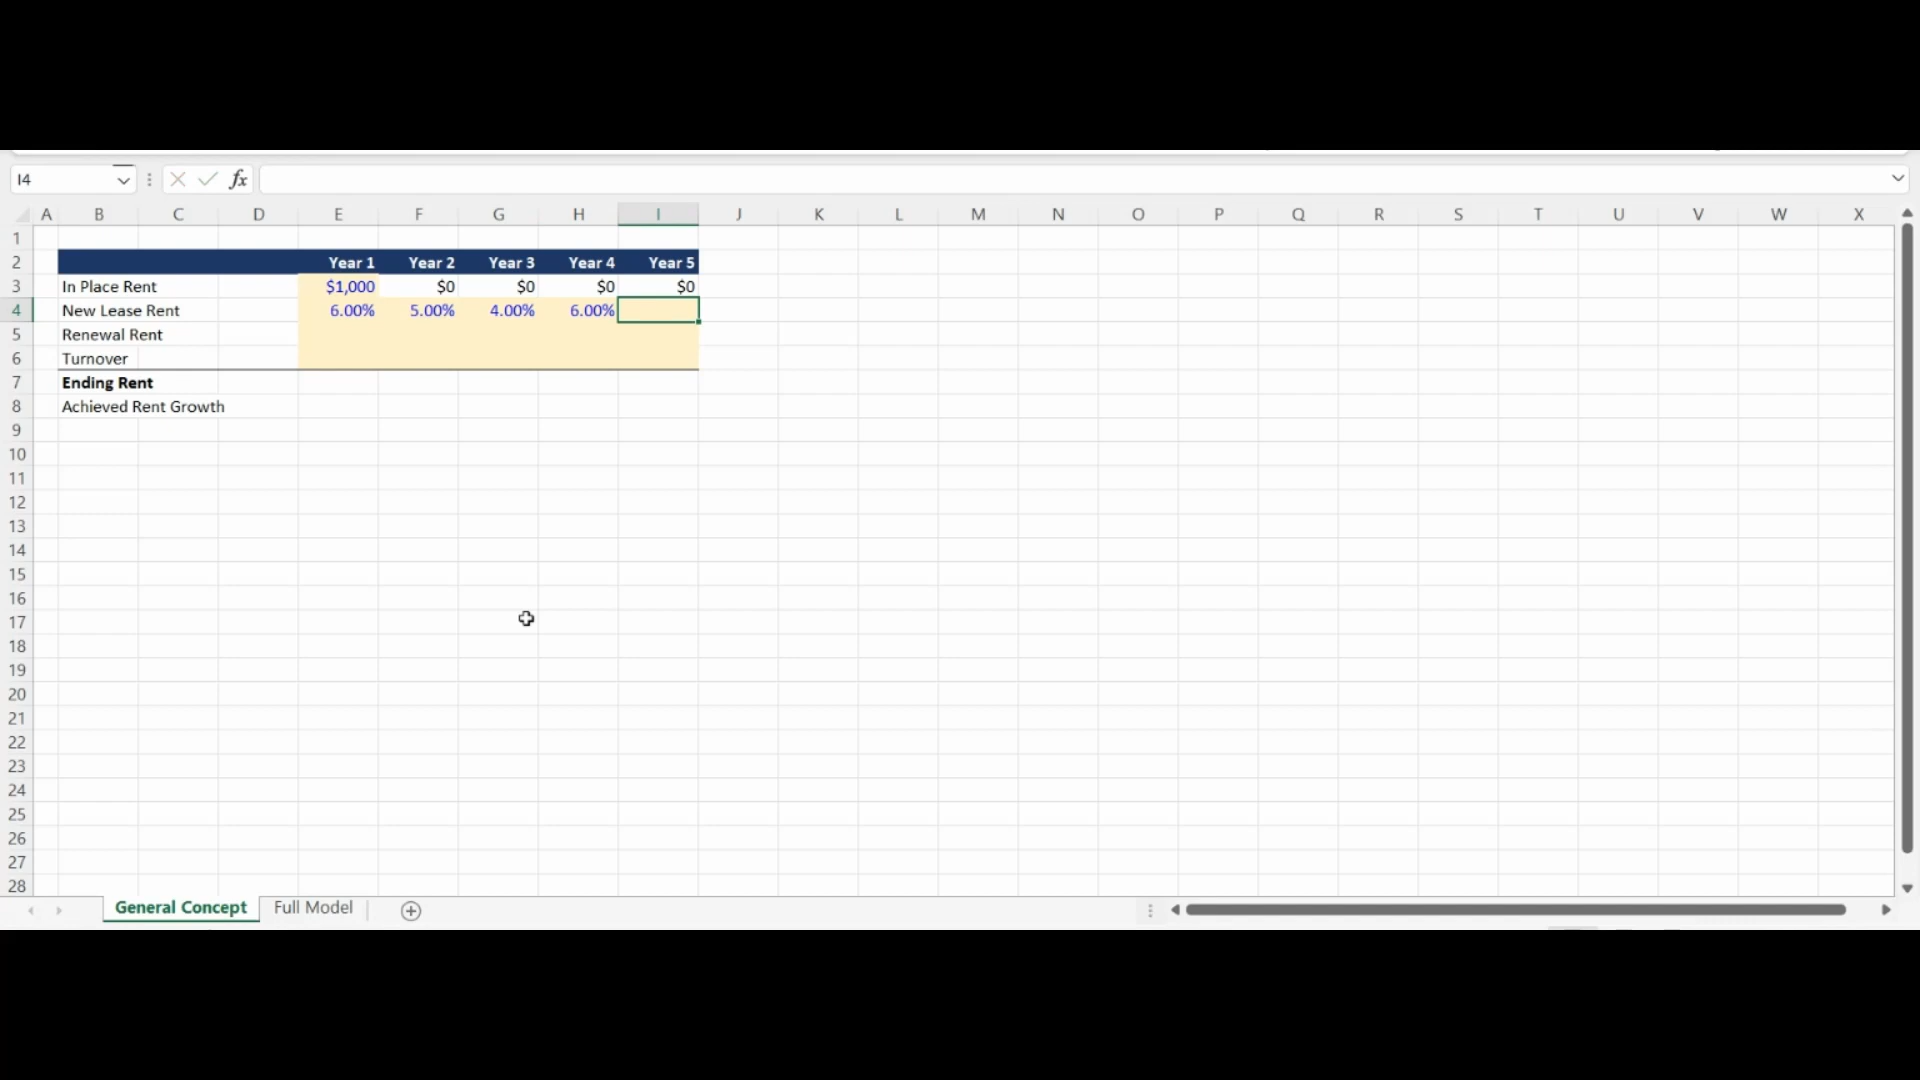 I4 fx
A B C D E F G H I J K L M N O P Q R S T U V W X
1
2 Year 1 Year 2 Year 3 Year 4 Year 5
3 In Place Rent $1,000 $0 $0 $0 $0
4 New Lease Rent 6.00% 5.00% 4.00% 6.00%
5 Renewal Rent
6 Turnover
7 Ending Rent
8 Achieved Rent Growth
9
10
11
12
13
14
15
16
17
18
19
20
21
22
23
24
25
26
27
28
General Concept Full Model